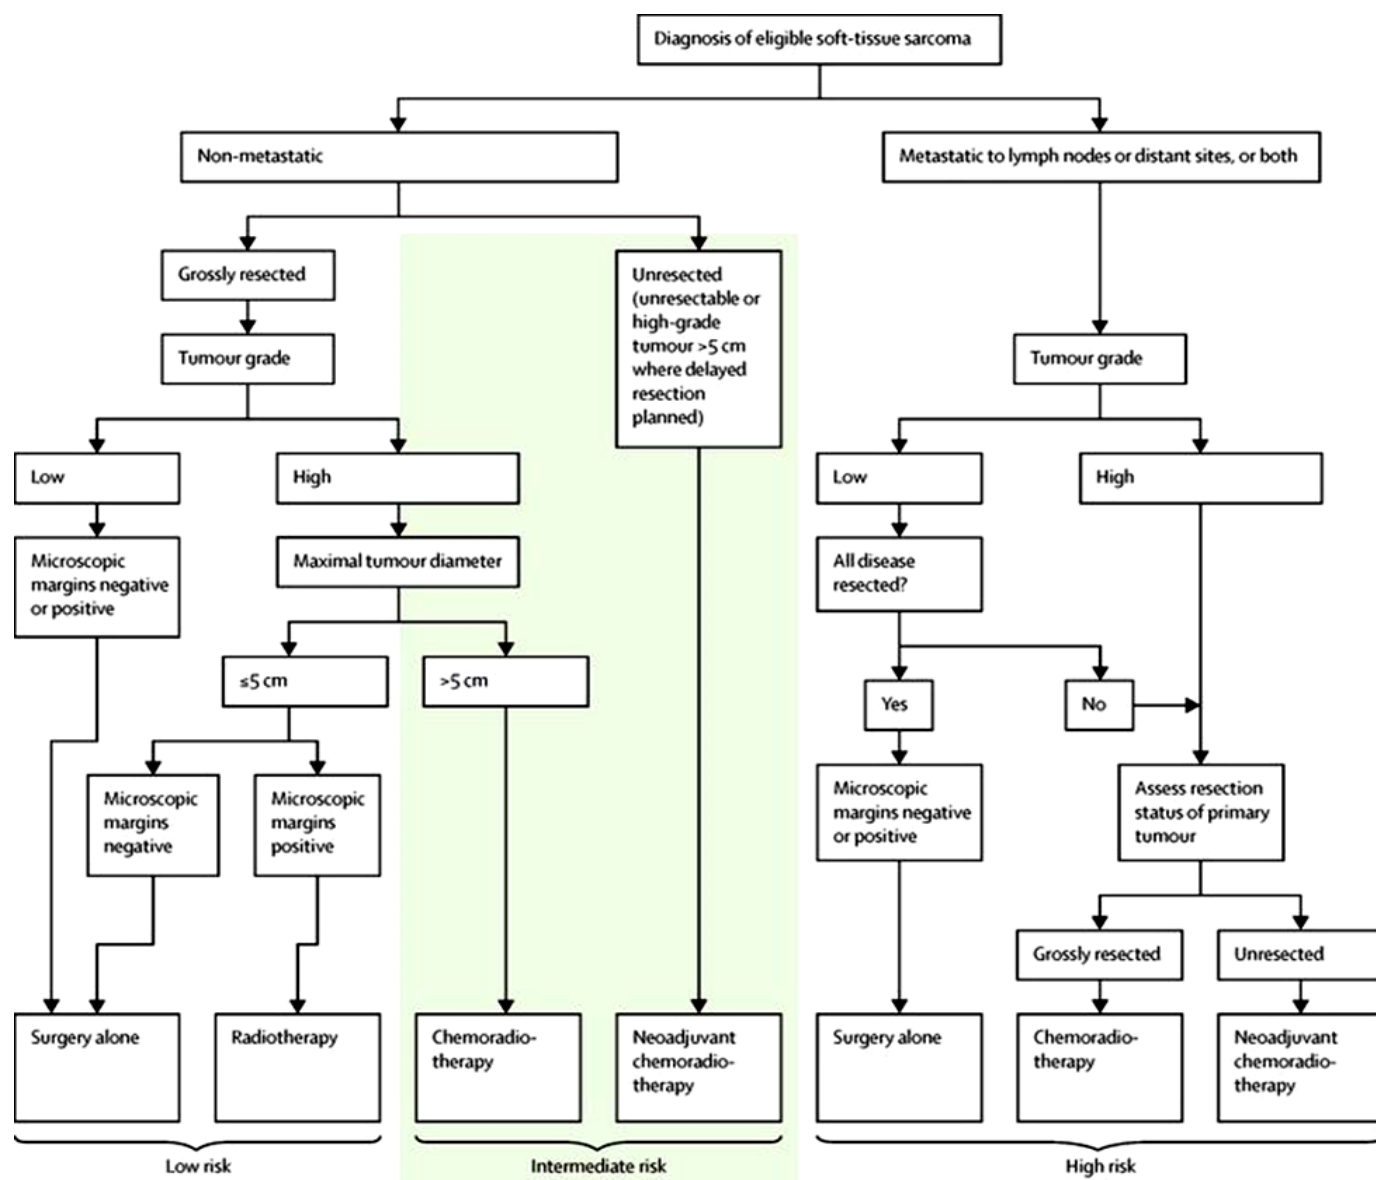 Diagnosis of eligible soft-tissue sarcoma
Non-metastatic
Metastatic to lymph nodes or distant sites, or both
Grossly resected
Unresected
(unresectable or
high-grade
tumour >5 cm
where delayed
resection
planned)
Tumour grade
Tumour grade
Low
High
Low
High
Microscopic
margins negative
or positive
Maximal tumour diameter
All disease
resected?
≤5 cm
>5 cm
Yes
No
Microscopic
margins
negative
Microscopic
margins
positive
Microscopic
margins negative
or positive
Assess resection
status of primary
tumour
Grossly resected
Unresected
Surgery alone
Radiotherapy
Chemoradio-
therapy
Neoadjuvant
chemoradio-
therapy
Surgery alone
Chemoradio-
therapy
Neoadjuvant
chemoradio-
therapy
Low risk
Intermediate risk
High risk